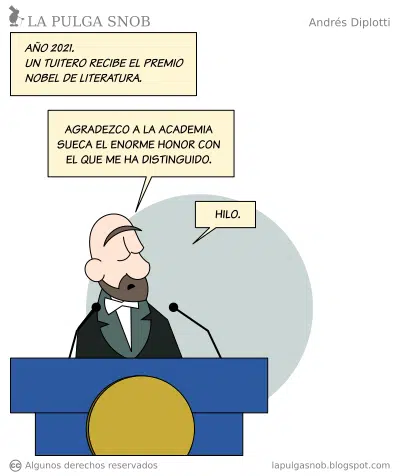 LA PULGA SNOB
Andrés Diplotti
AÑO 2021.
UN TUITERO RECIBE EL PREMIO
NOBEL DE LITERATURA.
AGRADEZCO A LA ACADEMIA
SUECA EL ENORME HONOR CON
EL QUE ME HA DISTINGUIDO.
HILO.
cc Algunos derechos reservados
lapulgasnob.blogspot.com